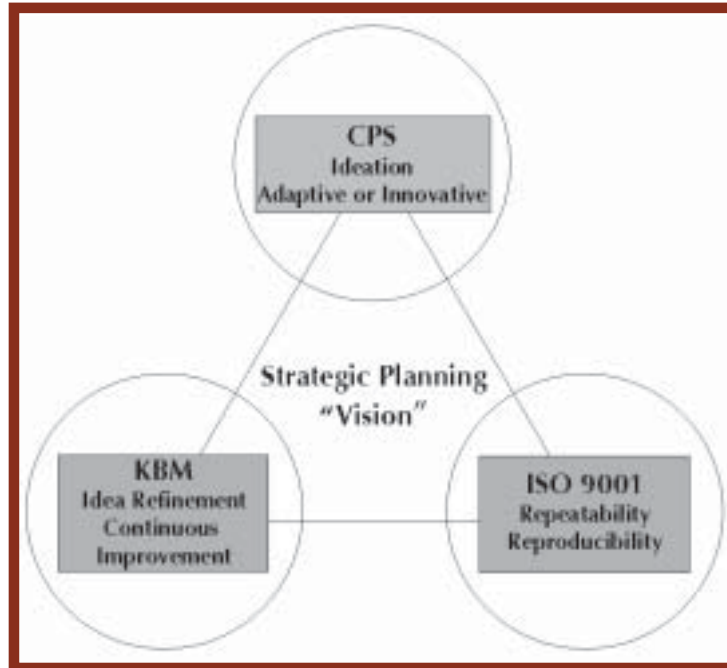 CPS
Ideation
Adaptive or Innovative
Strategic Planning
“Vision”
KBM
Idea Refinement
Continuous
Improvement
ISO 9001
Repeatability
Reproducibility